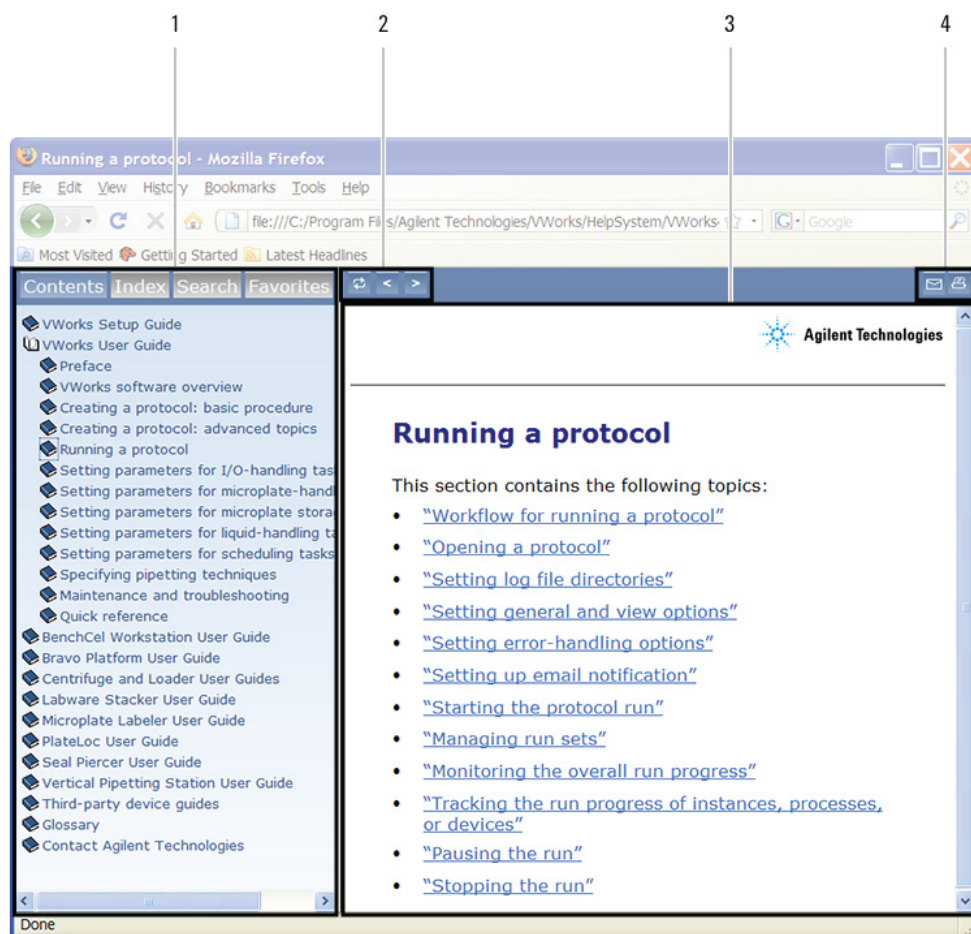 1 2 3 4
Running a protocol - Mozilla Firefox
File Edit View History Bookmarks Tools Help
file:///C:/Program Files/Agilent Technologies/VWorks/HelpSystem/VWorks- G Google
Most Visited Getting Started Latest Headlines
Contents Index Search Favorites < >
VWorks Setup Guide
VWorks User Guide
Preface
VWorks software overview
Creating a protocol: basic procedure
Creating a protocol: advanced topics
Running a protocol
Setting parameters for I/O-handling tas
Setting parameters for microplate-handl
Setting parameters for microplate stora
Setting parameters for liquid-handling ta
Setting parameters for scheduling tasks
Specifying pipetting techniques
Maintenance and troubleshooting
Quick reference
BenchCel Workstation User Guide
Bravo Platform User Guide
Centrifuge and Loader User Guides
Labware Stacker User Guide
Microplate Labeler User Guide
PlateLoc User Guide
Seal Piercer User Guide
Vertical Pipetting Station User Guide
Third-party device guides
Glossary
Contact Agilent Technologies
Agilent Technologies
Running a protocol
This section contains the following topics:
• “Workflow for running a protocol”
• “Opening a protocol”
• “Setting log file directories”
• “Setting general and view options”
• “Setting error-handling options”
• “Setting up email notification”
• “Starting the protocol run”
• “Managing run sets”
• “Monitoring the overall run progress”
• “Tracking the run progress of instances, processes,
or devices”
• “Pausing the run”
• “Stopping the run”
Done